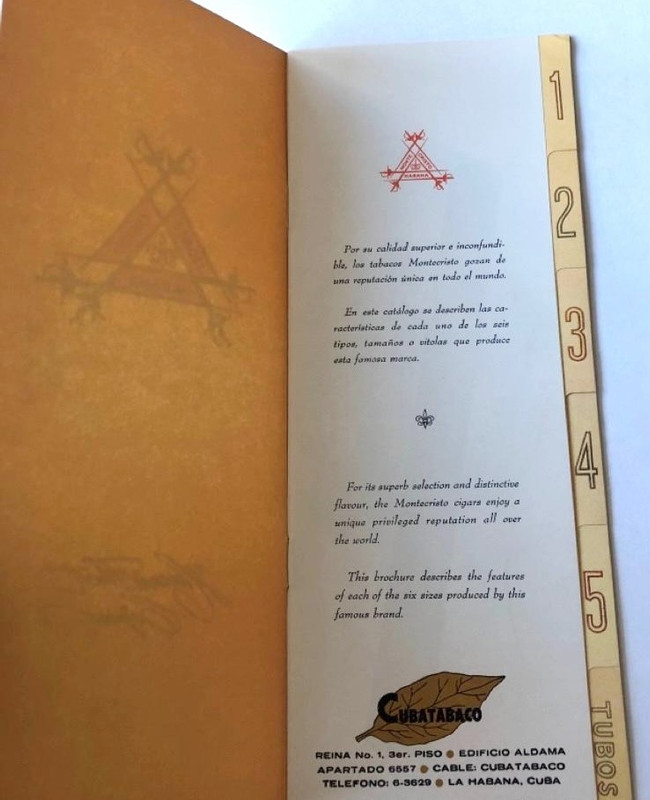 MONTE CRISTO
HABANA
Por su calidad superior e inconfundi-
ble, los tabacos Montecristo gozan de
una reputación única en todo el mundo.
En este catálogo se describen las ca-
racterísticas de cada uno de los seis
tipos, tamaños o vitolas que produce
esta famosa marca.
For its superb selection and distinctive
flavour, the Montecristo cigars enjoy a
unique privileged reputation all over
the world.
This brochure describes the features
of each of the six sizes produced by this
famous brand.
CUBATABACO
REINA No. 1, 3er. PISO ● EDIFICIO ALDAMA
APARTADO 6557 ● CABLE: CUBATABACO
TELEFONO: 6-3629 ● LA HABANA, CUBA
1
2
3
4
5
TUBOS